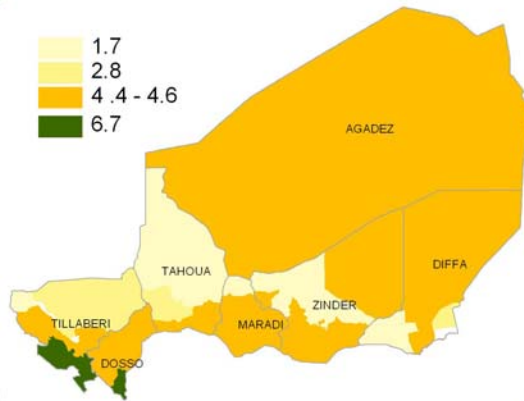 1.7
2.8
4 .4 - 4.6
6.7
AGADEZ
DIFFA
TAHOUA
ZINDER
TILLABERI
MARADI
DOSSO